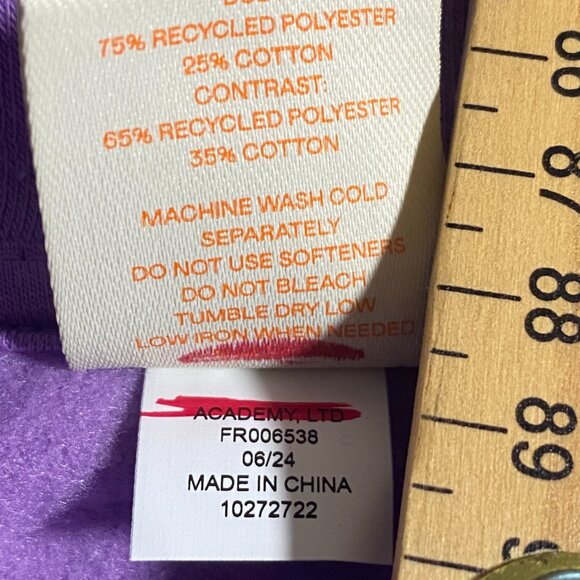 75% RECYCLED POLYESTER
25% COTTON
CONTRAST:
65% RECYCLED POLYESTER
35% COTTON
MACHINE WASH COLD
SEPARATELY
DO NOT USE SOFTENERS
DO NOT BLEACH
TUMBLE DRY LOW
LOW IRON WHEN NEEDED
ACADEMY, LTD
FR006538
06/24
MADE IN CHINA
10272722
86
87
88
89